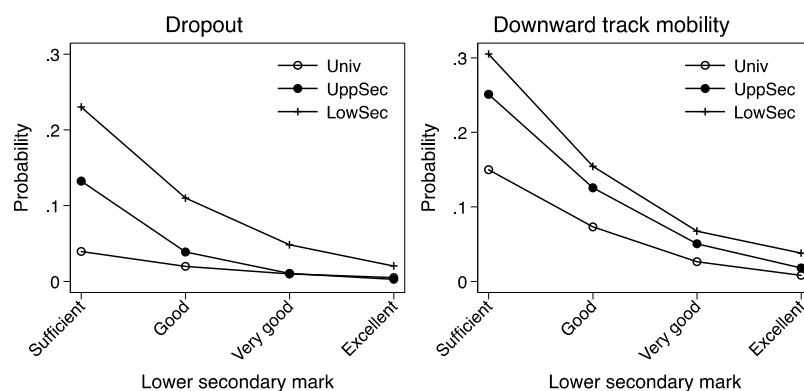 Dropout
.3
.2
.1
0
Probability
Univ
UppSec
LowSec
Sufficient
Good
Very good
Excellent
Lower secondary mark
Downward track mobility
.3
.2
.1
0
Probability
Univ
UppSec
LowSec
Sufficient
Good
Very good
Excellent
Lower secondary mark